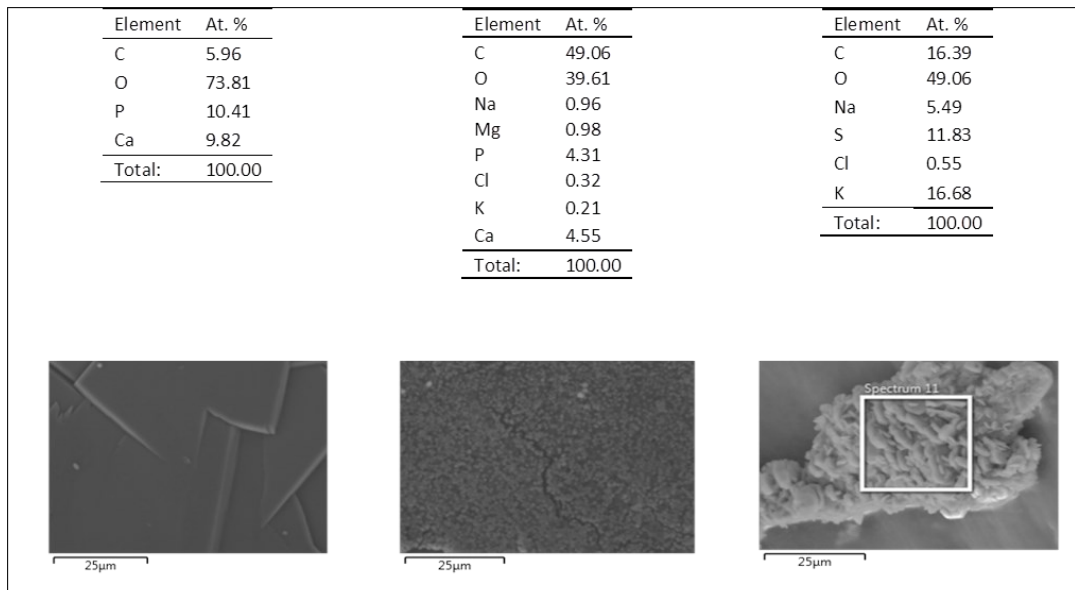 Element At. %
C 5.96
O 73.81
P 10.41
Ca 9.82
Total: 100.00
Element At. %
C 49.06
O 39.61
Na 0.96
Mg 0.98
P 4.31
Cl 0.32
K 0.21
Ca 4.55
Total: 100.00
Element At. %
C 16.39
O 49.06
Na 5.49
S 11.83
Cl 0.55
K 16.68
Total: 100.00
25μm
25μm
Spectrum 11
25μm